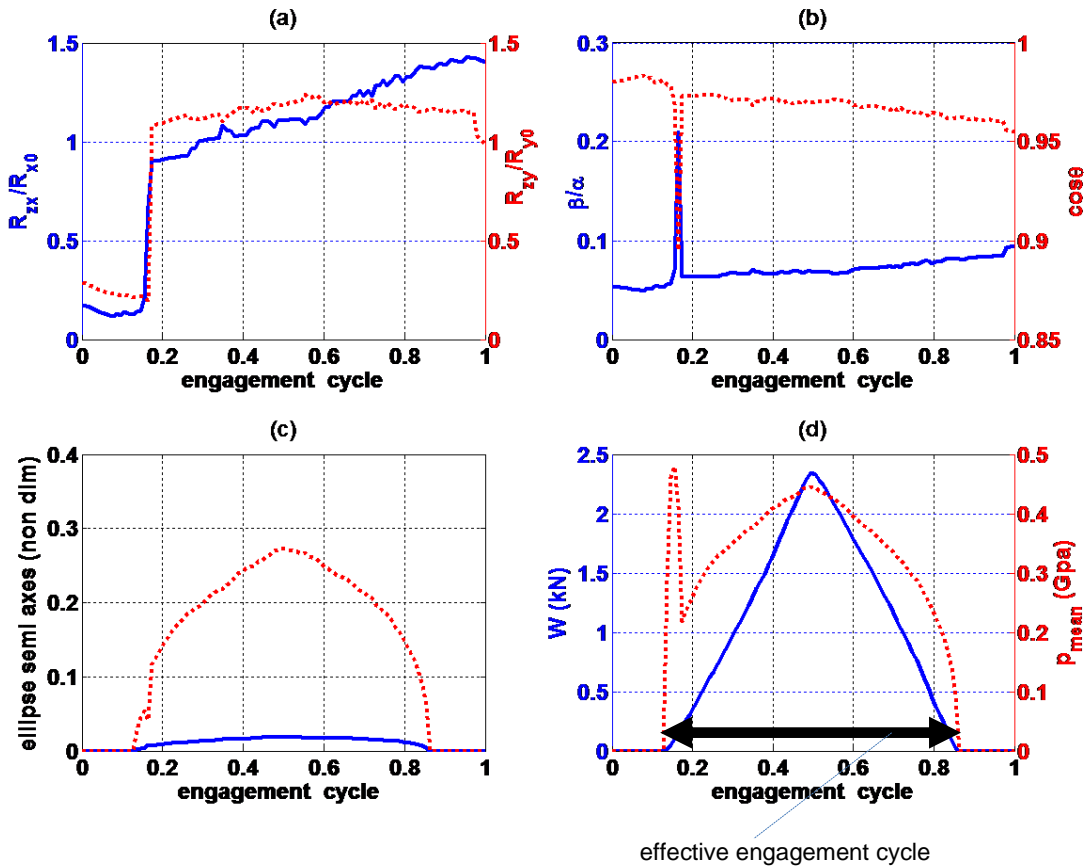 (a)
1.5
1
0.5
0
R_zx/R_x0
1.5
1
0.5
0
R_zy/R_y0
0 0.2 0.4 0.6 0.8 1
engagement cycle
(b)
0.3
0.2
0.1
0
β/α
1
0.95
0.9
0.85
cosθ
0 0.2 0.4 0.6 0.8 1
engagement cycle
(c)
0.4
0.3
0.2
0.1
0
ellipse semi axes (non dim)
0 0.2 0.4 0.6 0.8 1
engagement cycle
(d)
2.5
2
1.5
1
0.5
0
W (kN)
0.5
0.4
0.3
0.2
0.1
0
p_mean (Gpa)
0 0.2 0.4 0.6 0.8 1
engagement cycle
effective engagement cycle